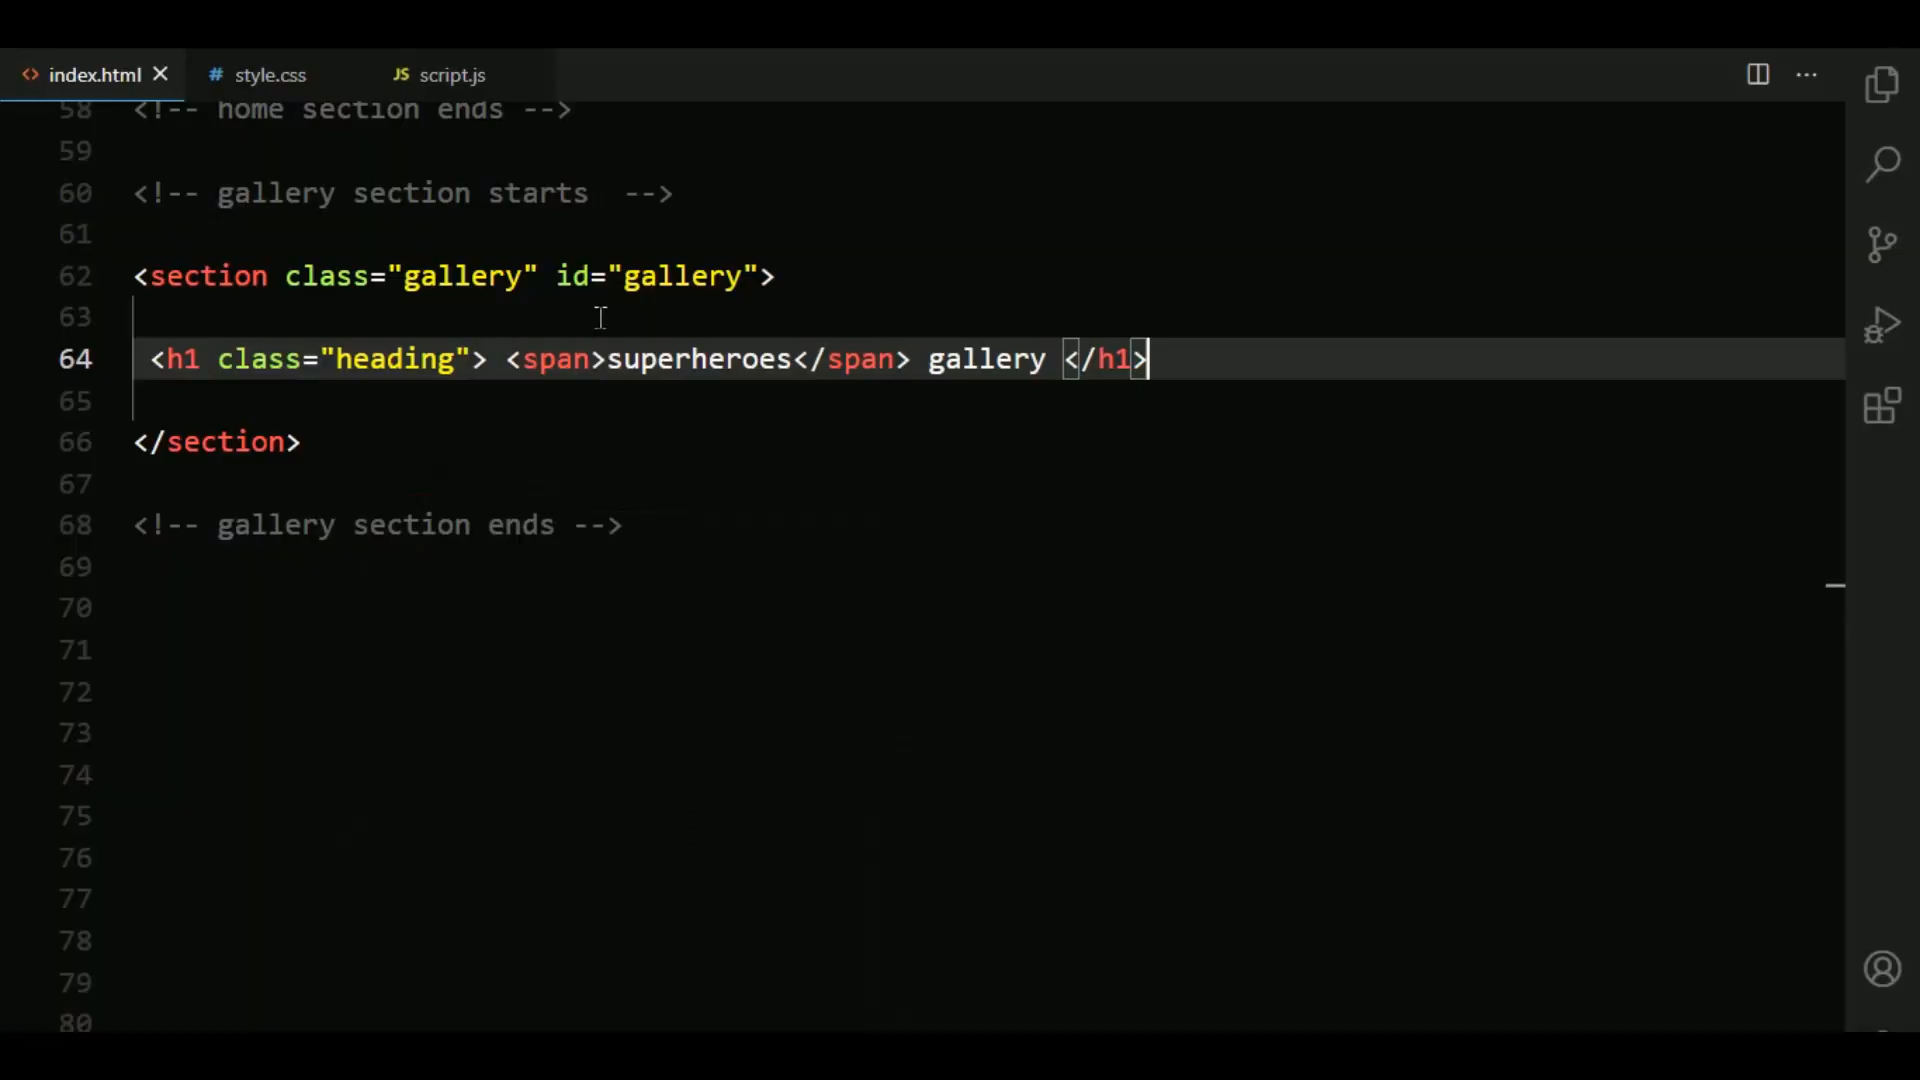 index.html style.css JS script.js
58 <!-- home section ends -->
59
60 <!-- gallery section starts  -->
61
62 <section class="gallery" id="gallery">
63
64 <h1 class="heading"> <span>superheroes</span> gallery </h1>
65
66 </section>
67
68 <!-- gallery section ends -->
69
70
71
72
73
74
75
76
77
78
79
80